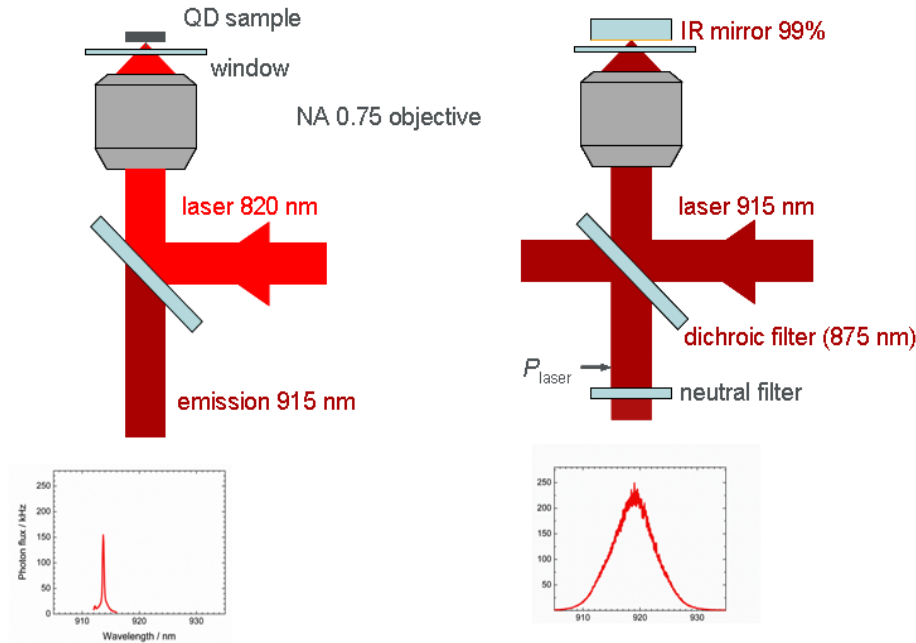 QD sample
window
NA 0.75 objective
laser 820 nm
emission 915 nm
IR mirror 99%
laser 915 nm
dichroic filter (875 nm)
P laser
neutral filter
Photon flux / kHz
250
200
150
100
50
0
910
920
930
Wavelength / nm
250
200
150
100
50
910
920
930